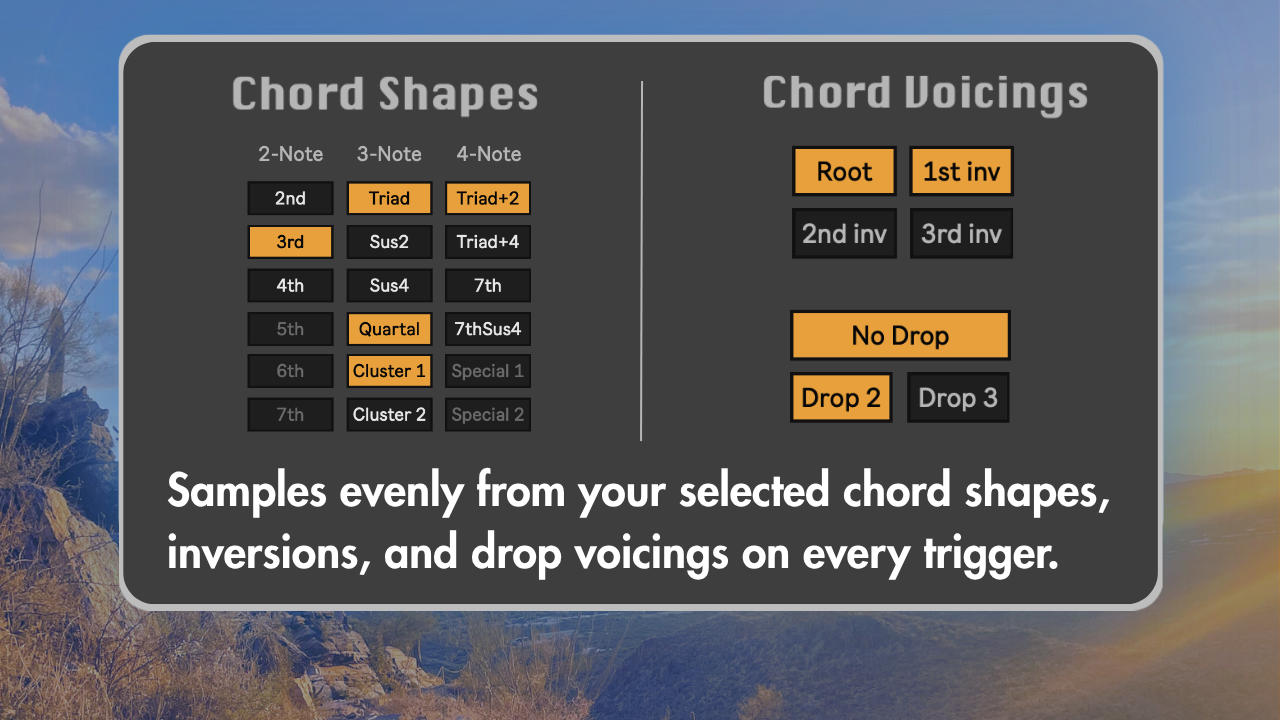 Chord Shapes
2-Note 3-Note 4-Note
2nd Triad Triad+2
3rd Sus2 Triad+4
4th Sus4 7th
5th Quartal 7thSus4
6th Cluster 1 Special 1
7th Cluster 2 Special 2
Chord Voicings
Root 1st inv
2nd inv 3rd inv
No Drop
Drop 2 Drop 3
Samples evenly from your selected chord shapes,
inversions, and drop voicings on every trigger.